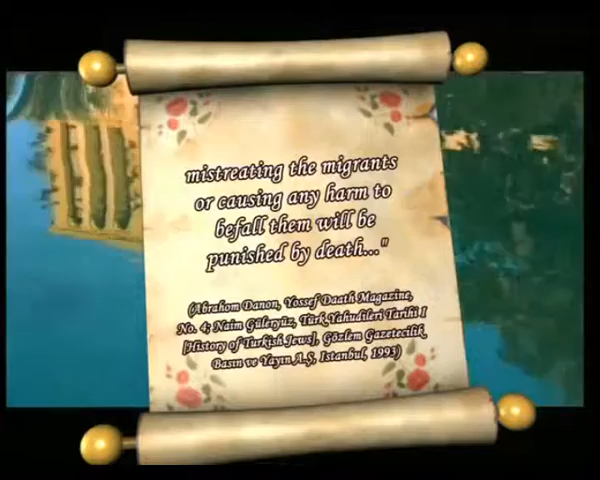 mistreating the migrants
or causing any harm to
befall them will be
punished by death..."
(Abrahom Danon, Yossef Daath Magazine,
No. 4; Naim Güleryüz, Türk Yahudileri Tarihi I
[History of Turkish Jews], Gözlem Gazetecilik
Basın ve Yayın A.Ş, Istanbul, 1993)